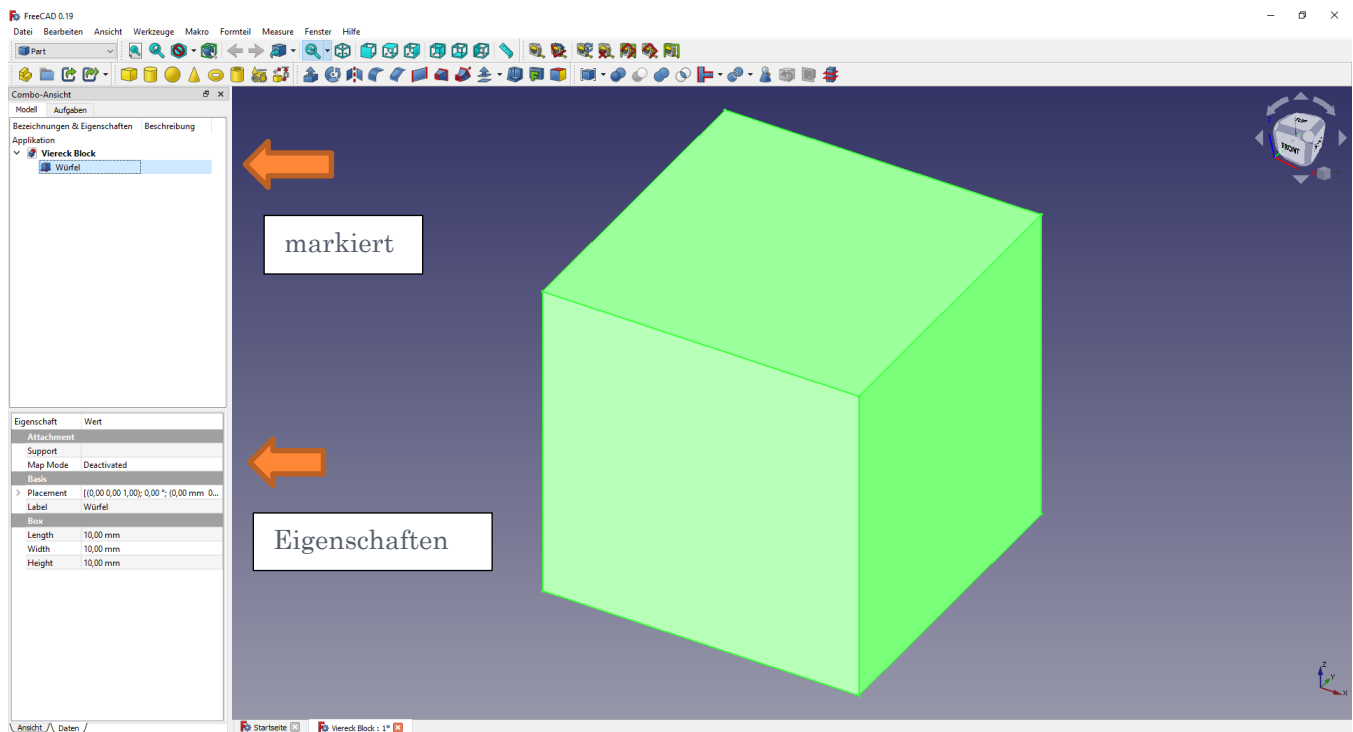 FreeCAD 0.19
Datei Bearbeiten Ansicht Werkzeuge Makro Formteil Measure Fenster Hilfe
Part
Combo-Ansicht
Modell Aufgaben
Bezeichnungen & Eigenschaften Beschreibung
Applikation
Viereck Block
Würfel
markiert
Eigenschaft Wert
Attachment
Support
Map Mode Deactivated
Basis
Placement [(0,00 0,00 1,00); 0,00 °; (0,00 mm 0...
Label Würfel
Box
Length 10,00 mm
Width 10,00 mm
Height 10,00 mm
Eigenschaften
TOP
FRONT
Z
Y
X
Ansicht Daten
Startseite
Viereck Block : 1*